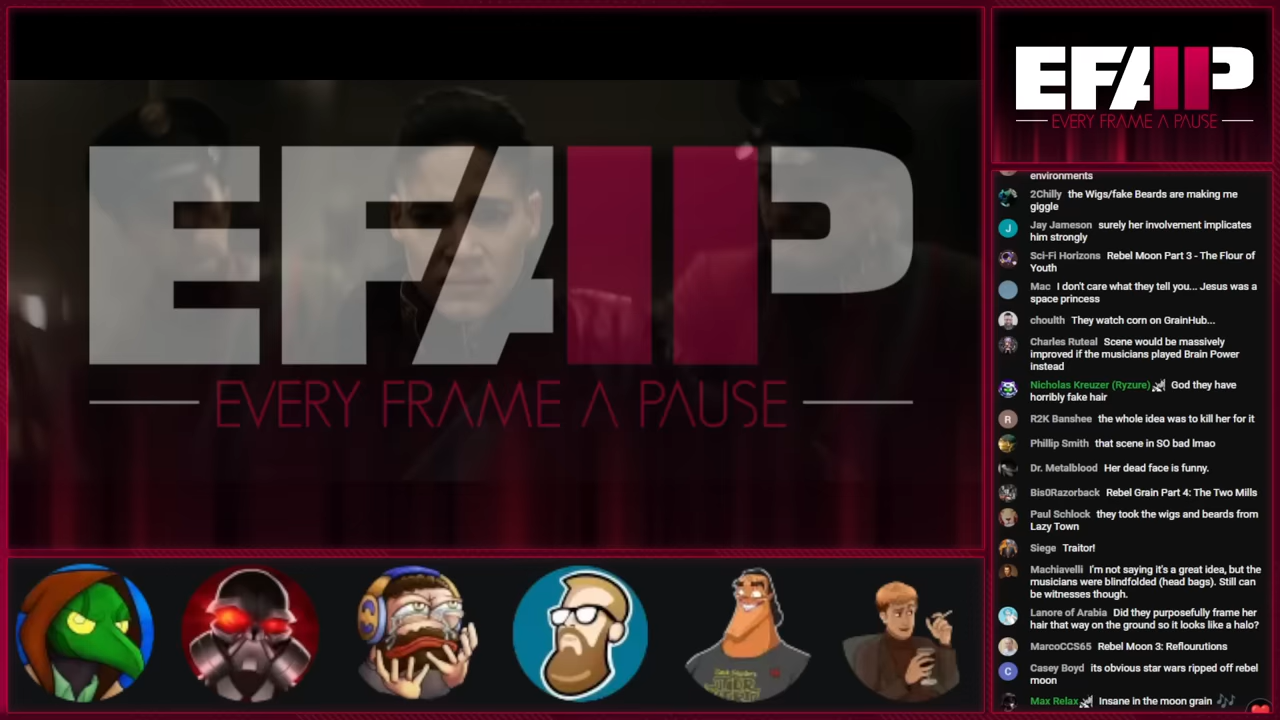 EFAP
EVERY FRAME A PAUSE
EFAP
EVERY FRAME A PAUSE
environments
2Chilly the Wigs/fake Beards are making me
giggle
J
Jay Jameson surely her involvement implicates
him strongly
Sci-Fi Horizons Rebel Moon Part 3 - The Flour of
Youth
Mac I don't care what they tell you... Jesus was a
space princess
choulth They watch corn on GrainHub...
Charles Ruteal Scene would be massively
improved if the musicians played Brain Power
instead
Nicholas Kreuzer (Ryzure) God they have
horribly fake hair
R
R2K Banshee the whole idea was to kill her for it
Phillip Smith that scene in SO bad lmao
Dr. Metalblood Her dead face is funny.
Bis0Razorback Rebel Grain Part 4: The Two Mills
Paul Schlock they took the wigs and beards from
Lazy Town
Siege Traitor!
Machiavelli I'm not saying it's a great idea, but the
musicians were blindfolded (head bags). Still can
be witnesses though.
Lanore of Arabia Did they purposefully frame her
hair that way on the ground so it looks like a halo?
MarcoCCS65 Rebel Moon 3: Reflourutions
C
Casey Boyd its obvious star wars ripped off rebel
moon
Max Relax Insane in the moon grain 🎶